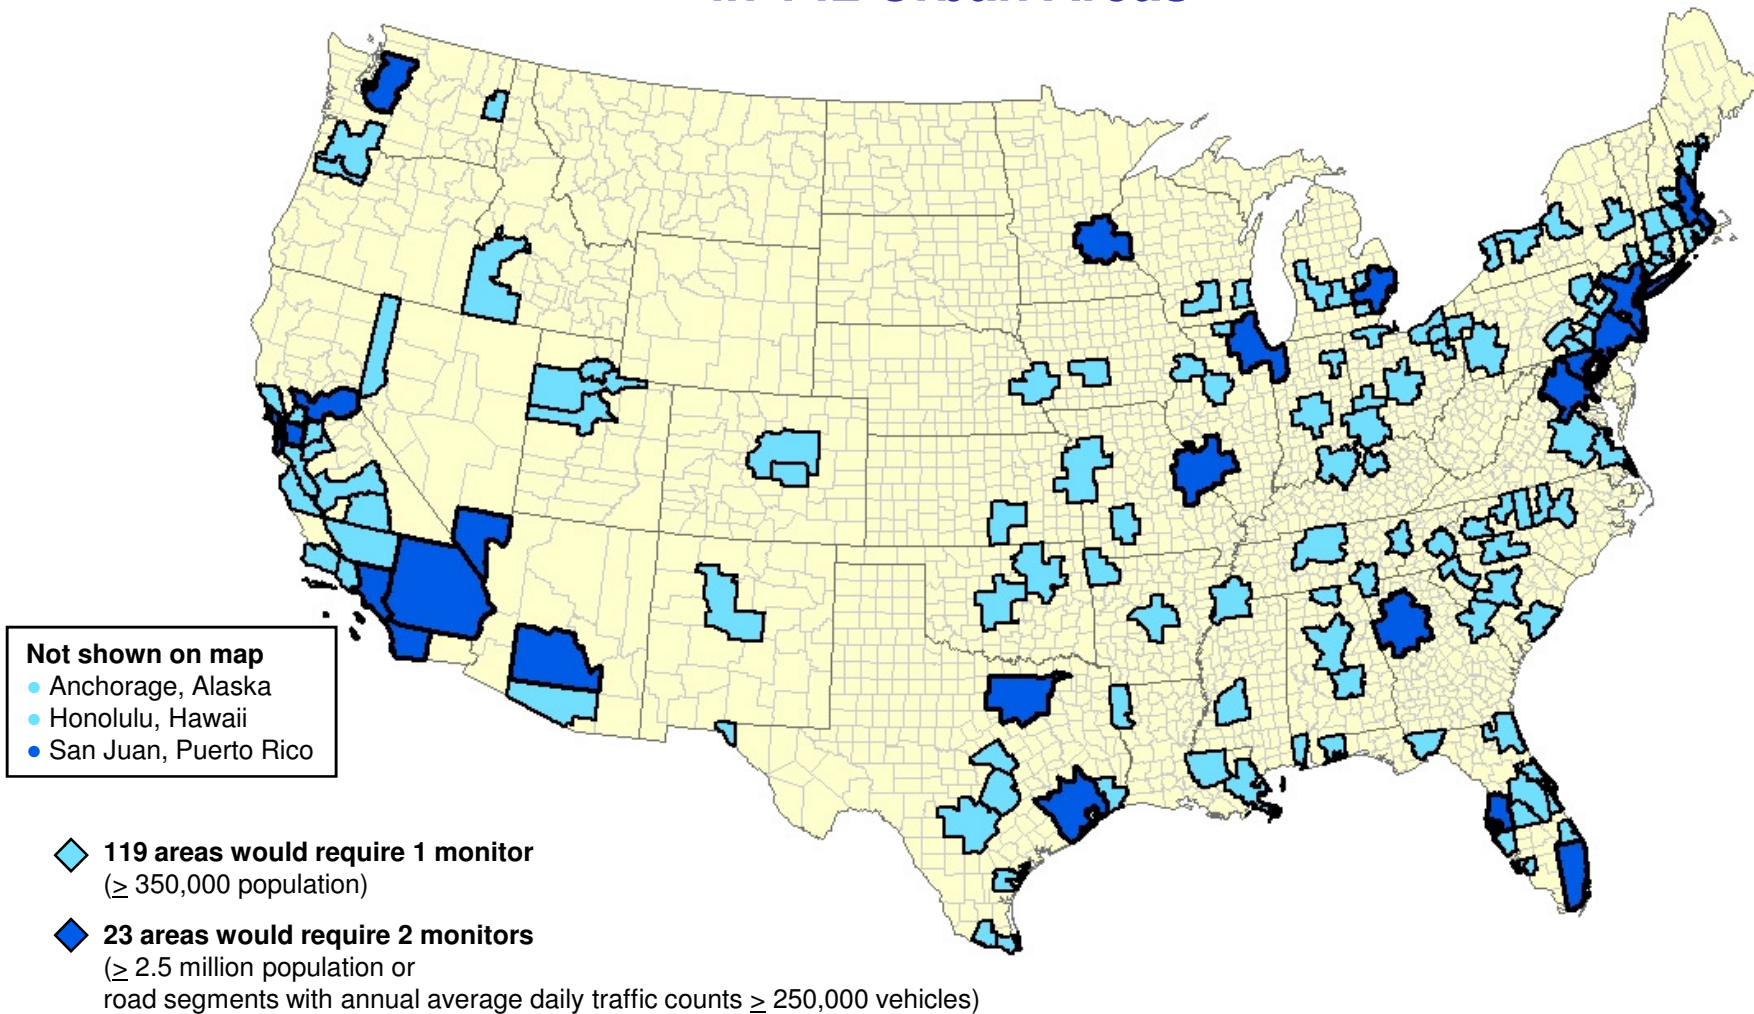 Not shown on map
• Anchorage, Alaska
• Honolulu, Hawaii
• San Juan, Puerto Rico
119 areas would require 1 monitor
(≥ 350,000 population)
23 areas would require 2 monitors
(≥ 2.5 million population or
road segments with annual average daily traffic counts ≥ 250,000 vehicles)